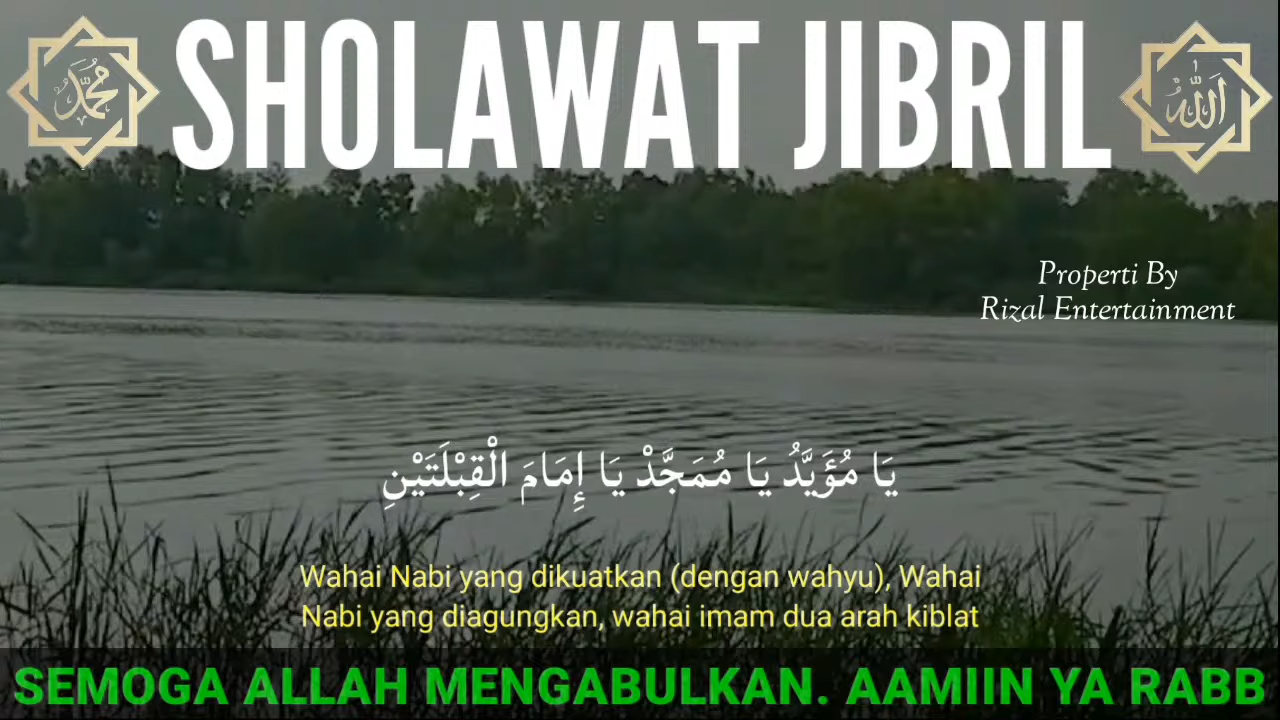 SHOLAWAT JIBRIL
محمد
الله
Properti By
Rizal Entertainment
يَا مُؤَيَّدُ يَا مُمَجَّدْ يَا إِمَامَ الْقِبْلَتَيْنِ
Wahai Nabi yang dikuatkan (dengan wahyu), Wahai
Nabi yang diagungkan, wahai imam dua arah kiblat
SEMOGA ALLAH MENGABULKAN. AAMIIN YA RABB